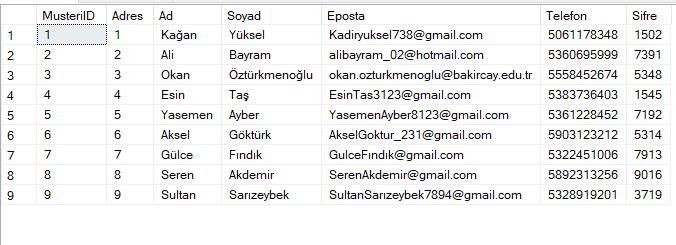 MusteriID Adres Ad Soyad Eposta Telefon Sifre
1 1 1 Kağan Yüksel Kadiryuksel738@gmail.com 5061178348 1502
2 2 2 Ali Bayram alibayram_02@hotmail.com 5360695999 7391
3 3 3 Okan Öztürkmenoğlu okan.ozturkmenoglu@bakircay.edu.tr 5558452674 5348
4 4 4 Esin Taş EsinTas3123@gmail.com 5383736403 1545
5 5 5 Yasemen Ayber YasemenAyber8123@gmail.com 5361228452 7192
6 6 6 Aksel Göktürk AkselGoktur_231@gmail.com 5903123212 5314
7 7 7 Gülce Fındık GulceFındık@gmail.com 5322451006 7913
8 8 8 Seren Akdemir SerenAkdemir@gmail.com 5892313256 9016
9 9 9 Sultan Sarızeybek SultanSarızeybek7894@gmail.com 5328919201 3719